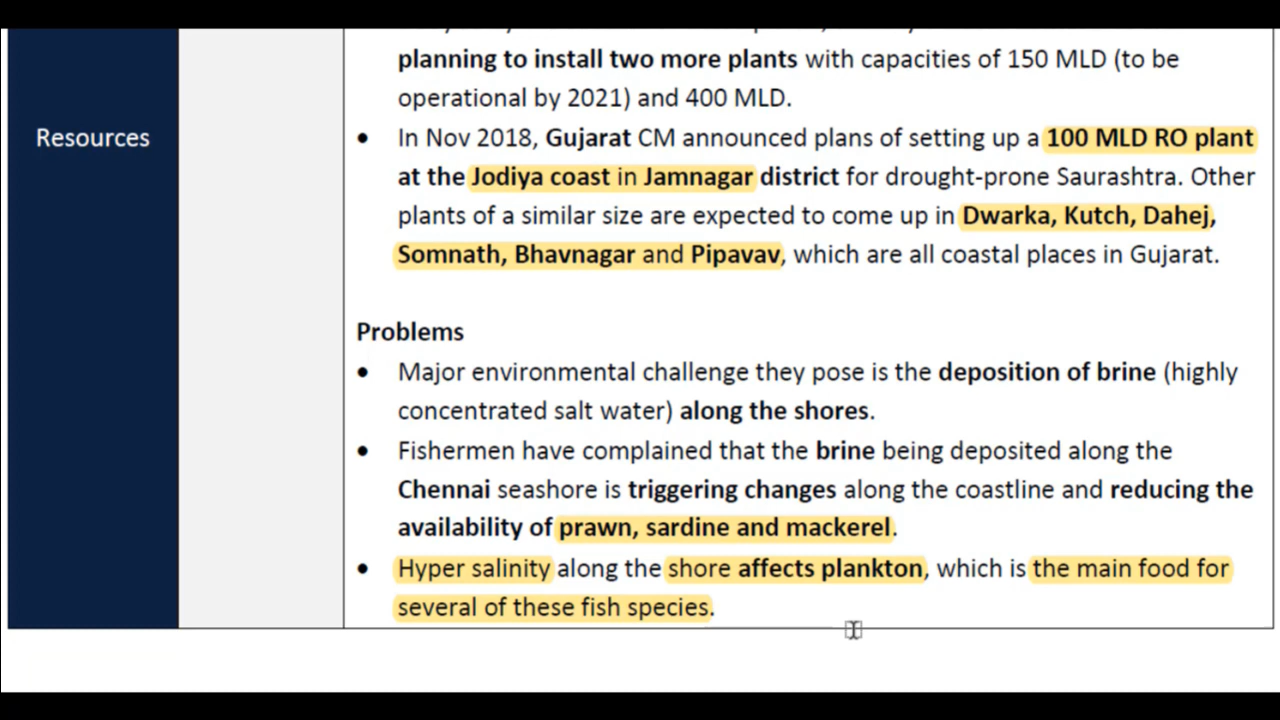 planning to install two more plants with capacities of 150 MLD (to be
operational by 2021) and 400 MLD.
Resources
• In Nov 2018, Gujarat CM announced plans of setting up a 100 MLD RO plant
at the Jodiya coast in Jamnagar district for drought-prone Saurashtra. Other
plants of a similar size are expected to come up in Dwarka, Kutch, Dahej,
Somnath, Bhavnagar and Pipavav, which are all coastal places in Gujarat.
Problems
• Major environmental challenge they pose is the deposition of brine (highly
concentrated salt water) along the shores.
• Fishermen have complained that the brine being deposited along the
Chennai seashore is triggering changes along the coastline and reducing the
availability of prawn, sardine and mackerel.
• Hyper salinity along the shore affects plankton, which is the main food for
several of these fish species.